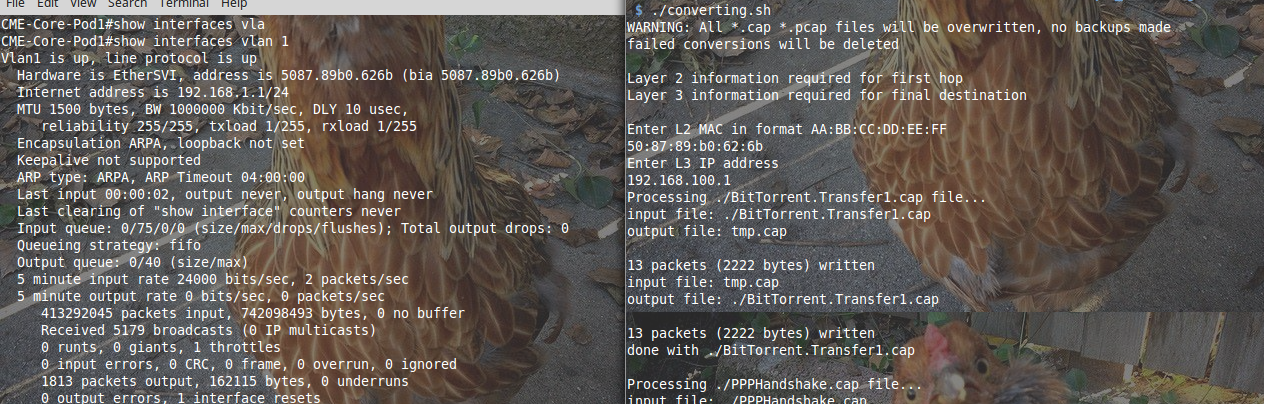 File Edit View Search Terminal Help
CME-Core-Pod1#show interfaces vla
CME-Core-Pod1#show interfaces vlan 1
Vlan1 is up, line protocol is up
  Hardware is EtherSVI, address is 5087.89b0.626b (bia 5087.89b0.626b)
  Internet address is 192.168.1.1/24
  MTU 1500 bytes, BW 1000000 Kbit/sec, DLY 10 usec,
     reliability 255/255, txload 1/255, rxload 1/255
  Encapsulation ARPA, loopback not set
  Keepalive not supported
  ARP type: ARPA, ARP Timeout 04:00:00
  Last input 00:00:02, output never, output hang never
  Last clearing of "show interface" counters never
  Input queue: 0/75/0/0 (size/max/drops/flushes); Total output drops: 0
  Queueing strategy: fifo
  Output queue: 0/40 (size/max)
  5 minute input rate 24000 bits/sec, 2 packets/sec
  5 minute output rate 0 bits/sec, 0 packets/sec
     413292045 packets input, 742098493 bytes, 0 no buffer
     Received 5179 broadcasts (0 IP multicasts)
     0 runts, 0 giants, 1 throttles
     0 input errors, 0 CRC, 0 frame, 0 overrun, 0 ignored
     1813 packets output, 162115 bytes, 0 underruns
     0 output errors, 1 interface resets
$ ./converting.sh
WARNING: All *.cap *.pcap files will be overwritten, no backups made
failed conversions will be deleted
Layer 2 information required for first hop
Layer 3 information required for final destination
Enter L2 MAC in format AA:BB:CC:DD:EE:FF
50:87:89:b0:62:6b
Enter L3 IP address
192.168.100.1
Processing ./BitTorrent.Transfer1.cap file...
input file: ./BitTorrent.Transfer1.cap
output file: tmp.cap
13 packets (2222 bytes) written
input file: tmp.cap
output file: ./BitTorrent.Transfer1.cap
13 packets (2222 bytes) written
done with ./BitTorrent.Transfer1.cap
Processing ./PPPHandshake.cap file...
input file: ./PPPHandshake.cap